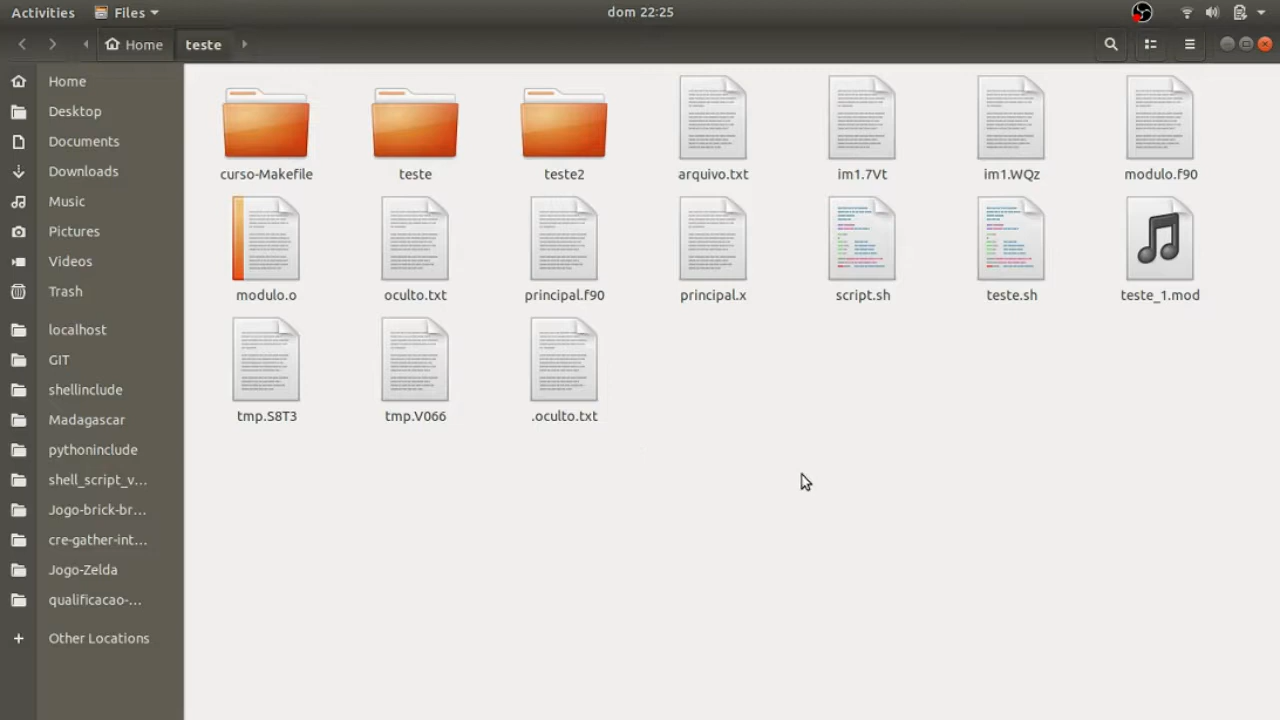 Activities Files dom 22:25
Home teste
Home
Desktop
Documents
Downloads
Music
Pictures
Videos
Trash
localhost
GIT
shellinclude
Madagascar
pythoninclude
shell_script_v...
Jogo-brick-br...
cre-gather-int...
Jogo-Zelda
qualificacao-...
Other Locations
curso-Makefile teste teste2 arquivo.txt im1.7Vt im1.WQz modulo.f90
modulo.o oculto.txt principal.f90 principal.x script.sh teste.sh teste_1.mod
tmp.S8T3 tmp.V066 .oculto.txt